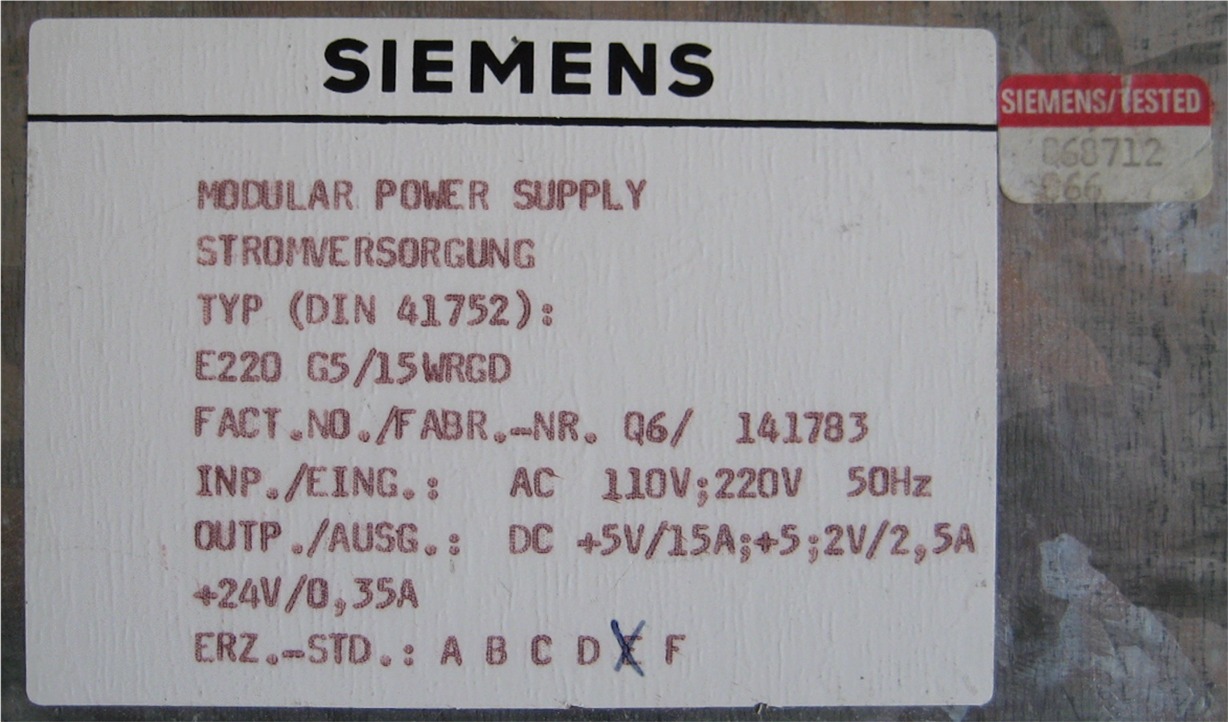 SIEMENS
SIEMENS/TESTED
68712
C66
MODULAR POWER SUPPLY
STROMVERSORGUNG
TYP (DIN 41752):
E220 G5/15WRGD
FACT.NO./FABR.-NR. Q6/ 141783
INP./EING.: AC 110V;220V 50Hz
OUTP./AUSG.: DC +5V/15A;+5;2V/2,5A
+24V/0,35A
ERZ.-STD.: A B C D E F